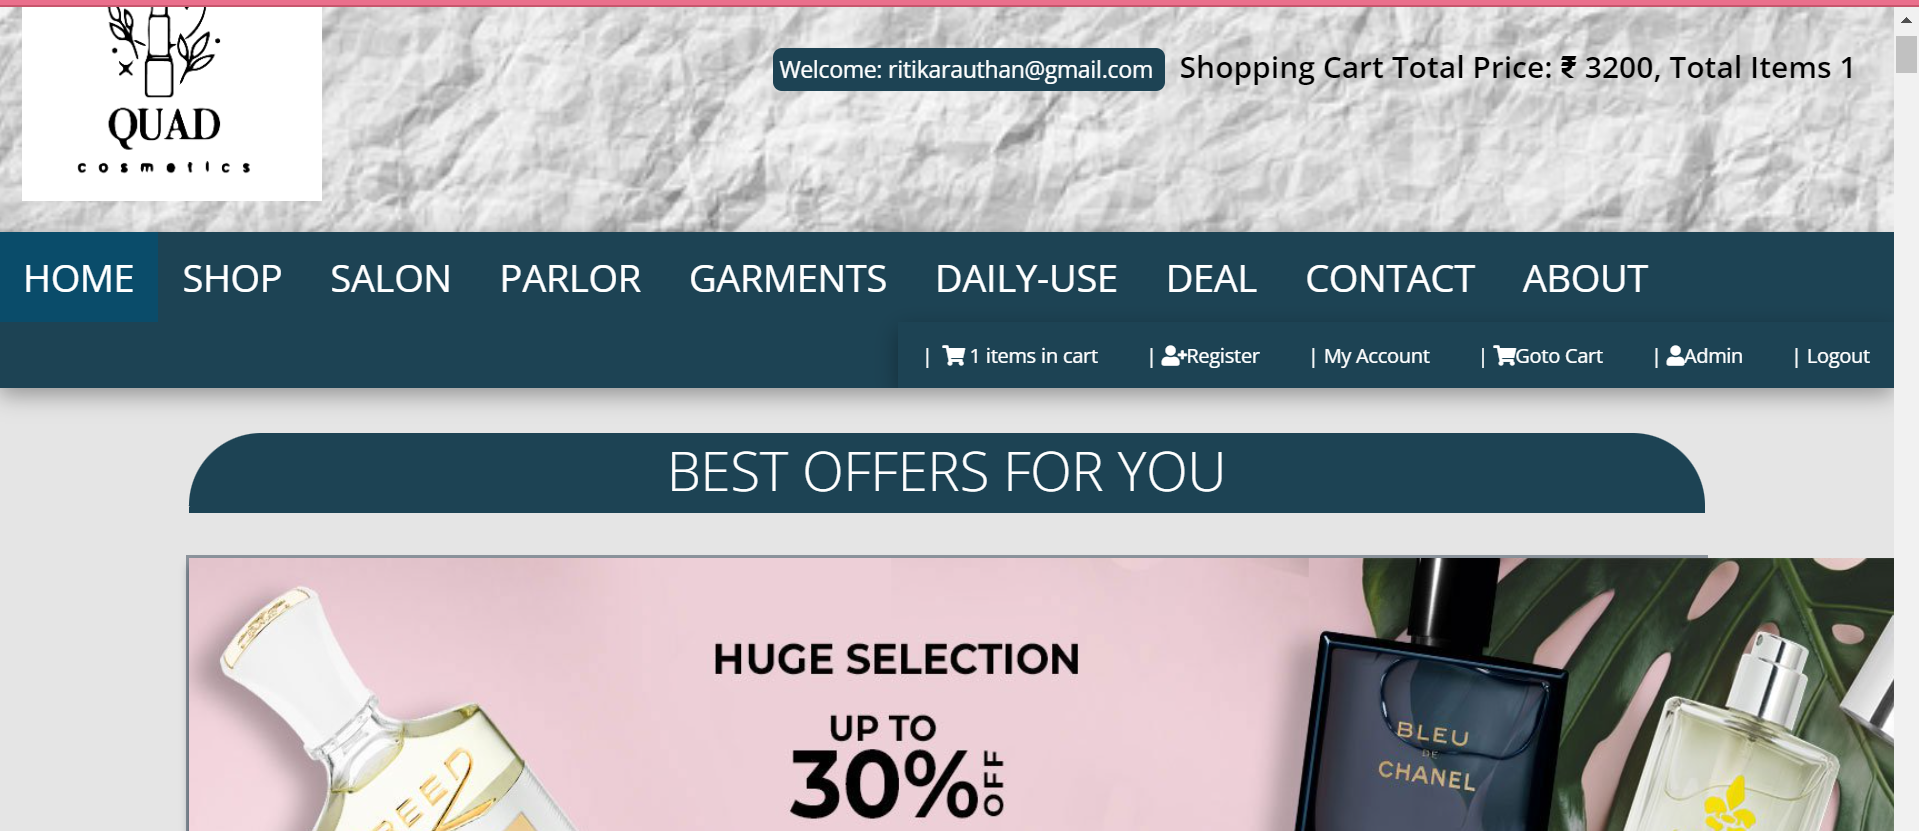 QUAD
cosmetics
Welcome: ritikarauthan@gmail.com
Shopping Cart Total Price: ₹ 3200, Total Items 1
HOME SHOP SALON PARLOR GARMENTS DAILY-USE DEAL CONTACT ABOUT
| 1 items in cart | Register | My Account | Goto Cart | Admin | Logout
BEST OFFERS FOR YOU
HUGE SELECTION
UP TO
30% OFF
BLEU
DE
CHANEL